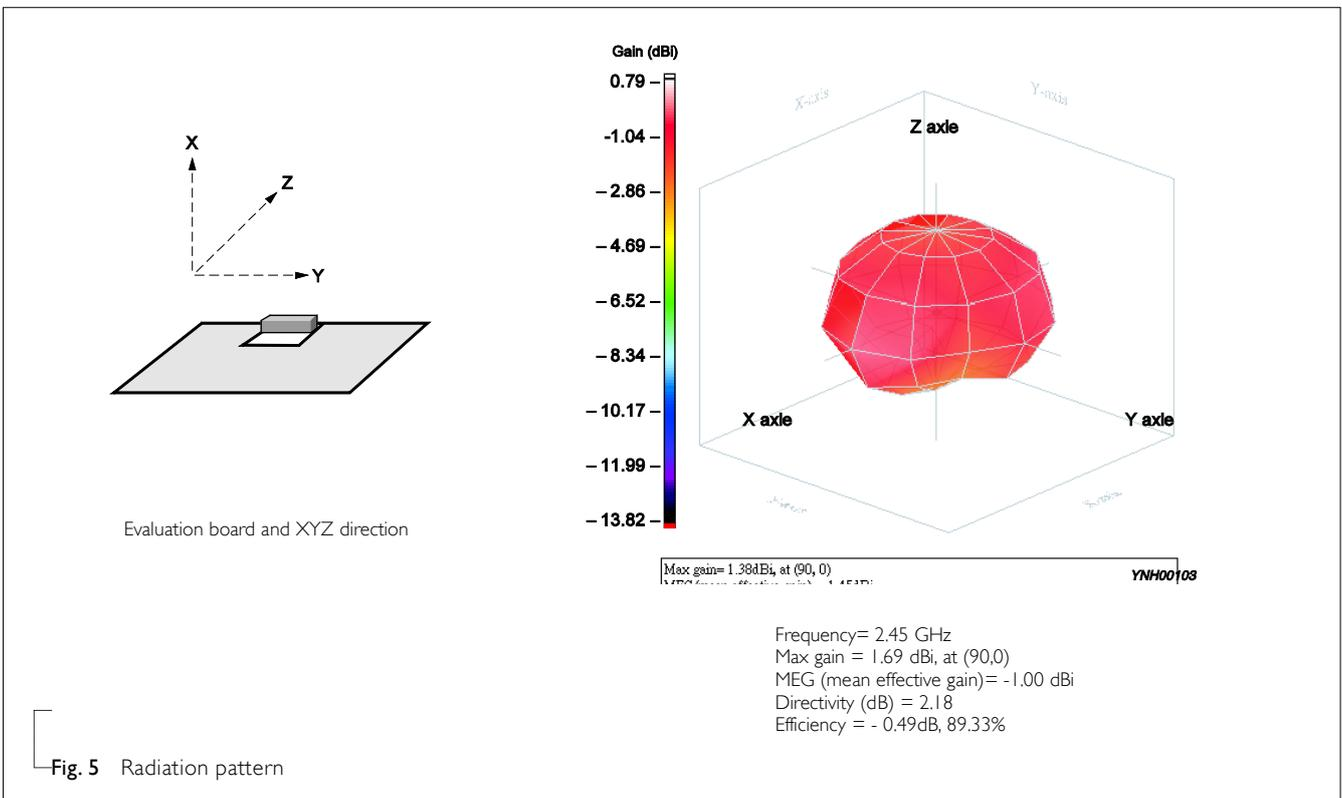 Gain (dBi)
0.79
-1.04
-2.86
-4.69
-6.52
-8.34
-10.17
-11.99
-13.82
X
Z
Y
Evaluation board and XYZ direction
X-axis
Y-axis
Z axle
X axle
Y axle
Max gain= 1.38dBi, at (90, 0)
YNH00103
Frequency= 2.45 GHz
Max gain = 1.69 dBi, at (90,0)
MEG (mean effective gain)= -1.00 dBi
Directivity (dB) = 2.18
Efficiency = - 0.49dB, 89.33%
Fig. 5 Radiation pattern